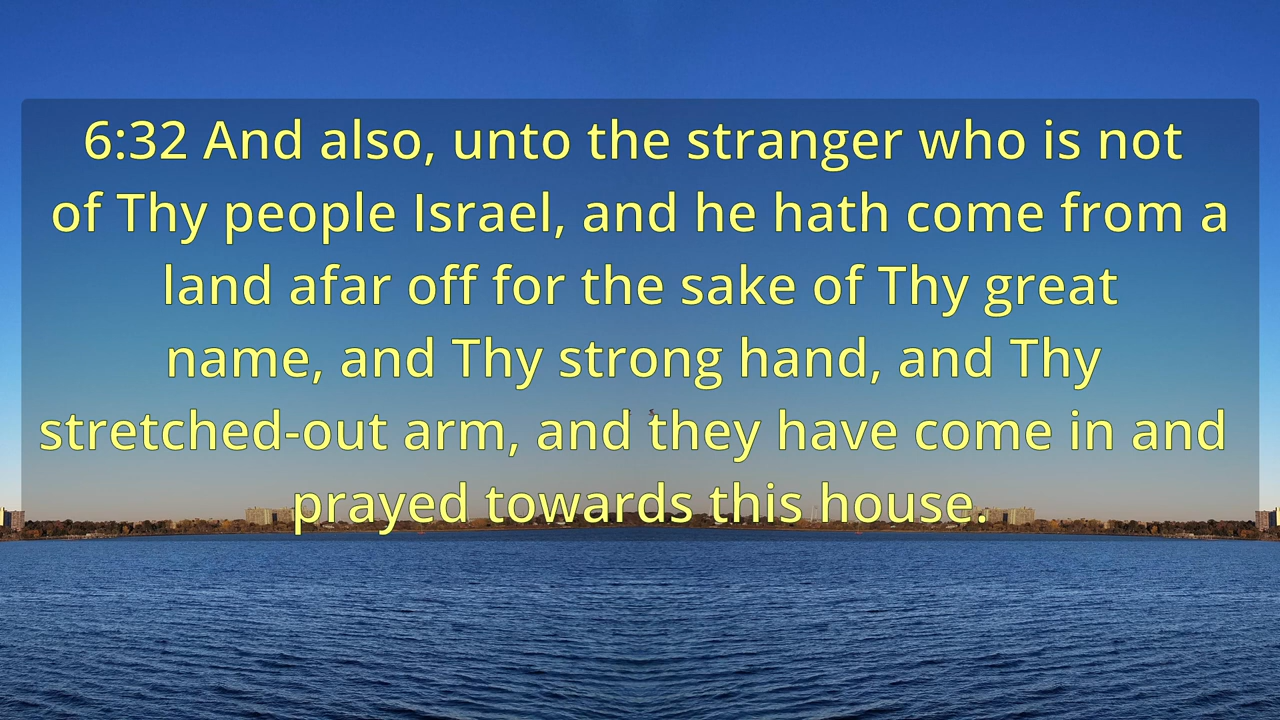 6:32 And also, unto the stranger who is not
of Thy people Israel, and he hath come from a
land afar off for the sake of Thy great
name, and Thy strong hand, and Thy
stretched-out arm, and they have come in and
prayed towards this house.